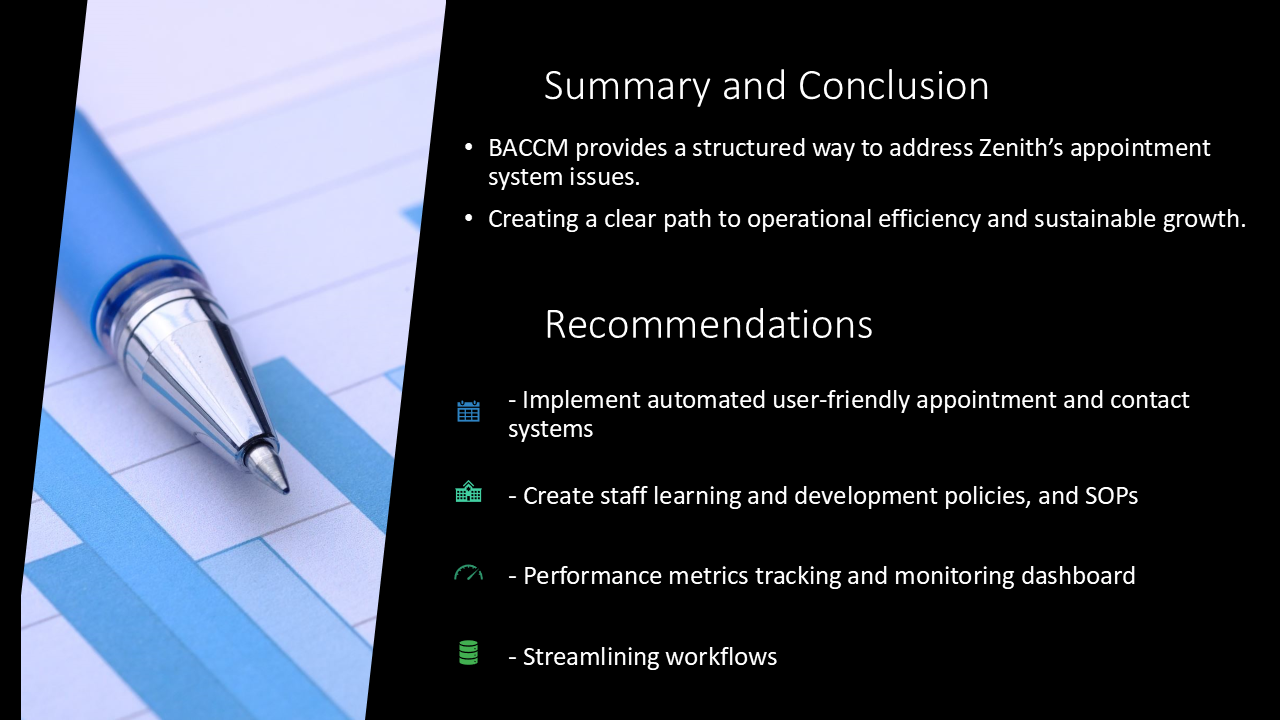 Summary and Conclusion
• BACCM provides a structured way to address Zenith’s appointment
system issues.
• Creating a clear path to operational efficiency and sustainable growth.
Recommendations
- Implement automated user-friendly appointment and contact
systems
- Create staff learning and development policies, and SOPs
- Performance metrics tracking and monitoring dashboard
- Streamlining workflows